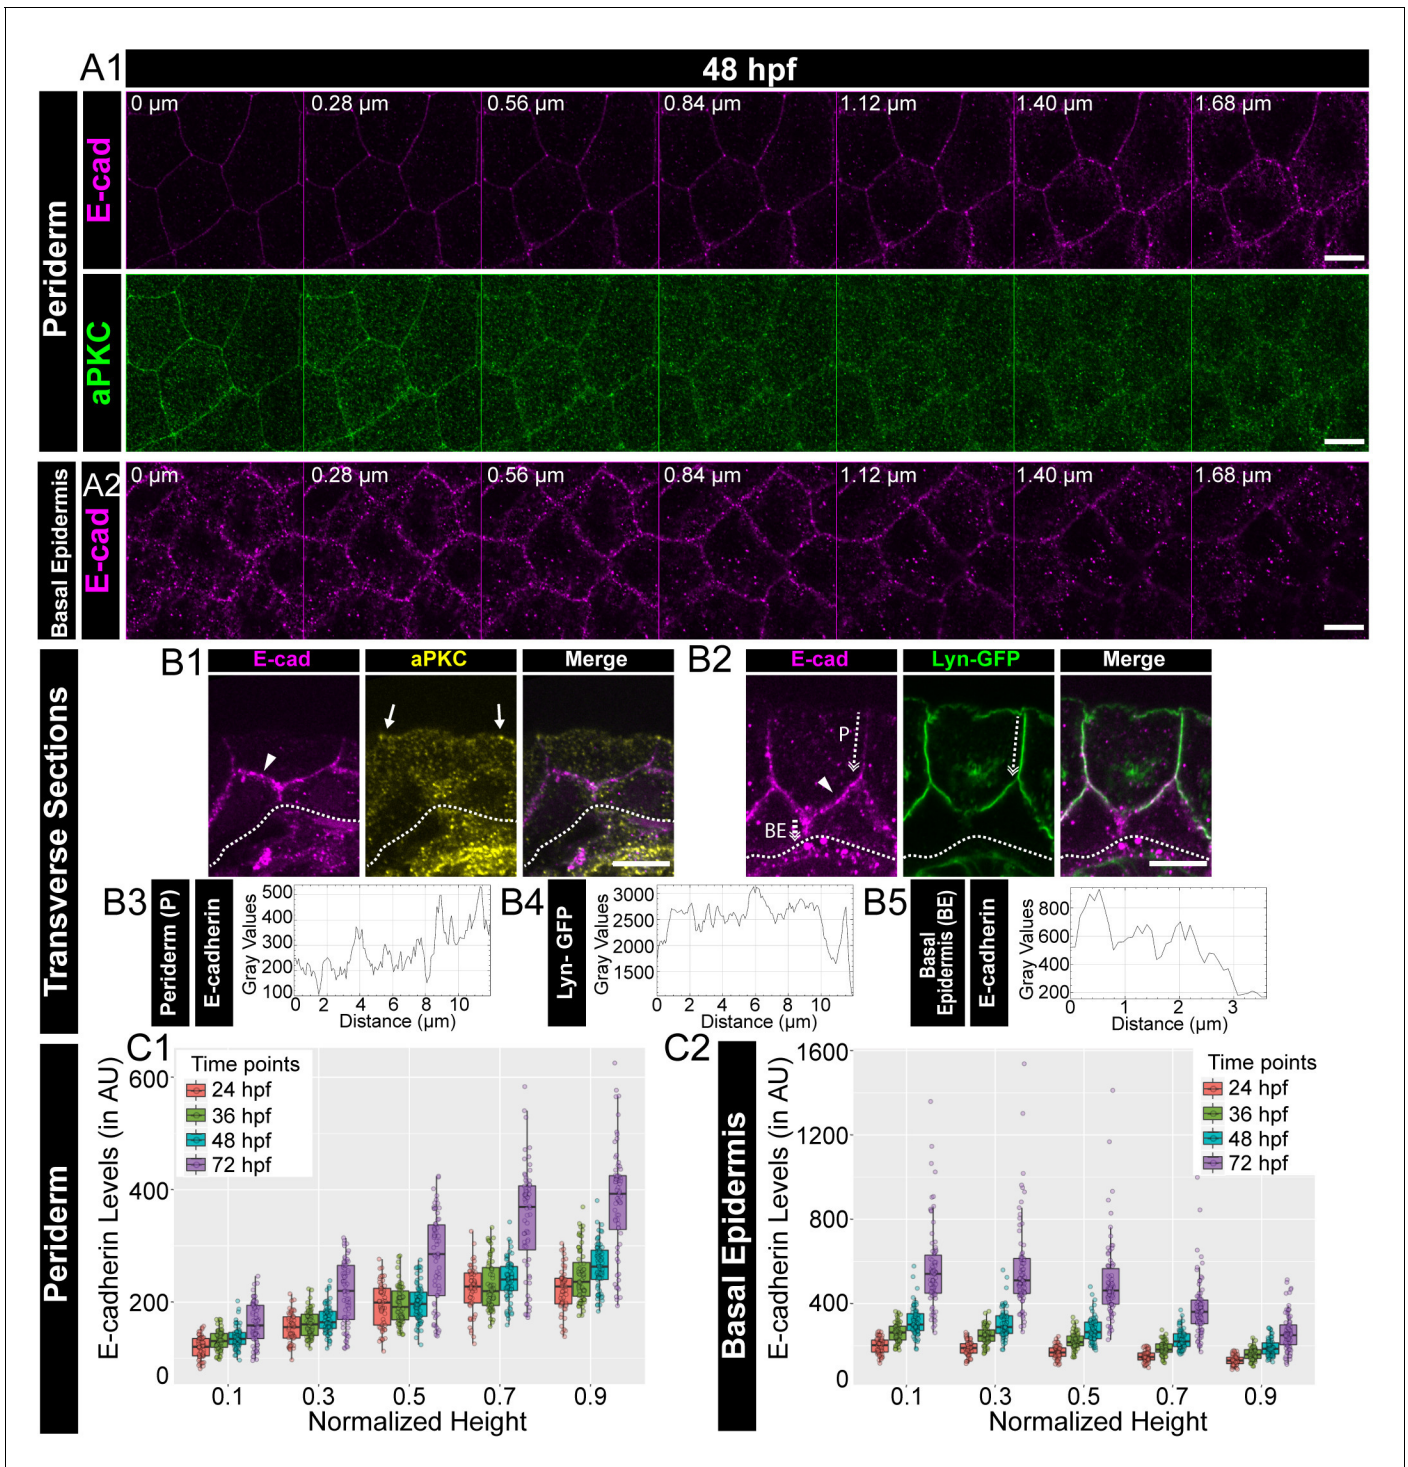 A1
48 hpf
Periderm
E-cad
0 µm 0.28 µm 0.56 µm 0.84 µm 1.12 µm 1.40 µm 1.68 µm
aPKC
Basal Epidermis
A2
E-cad
0 µm 0.28 µm 0.56 µm 0.84 µm 1.12 µm 1.40 µm 1.68 µm
Transverse Sections
B1
E-cad aPKC Merge
B2
E-cad Lyn-GFP Merge
P
BE
B3
Periderm (P)
E-cadherin
Gray Values
500
400
300
200
100
0 2 4 6 8 10
Distance (µm)
B4
Lyn- GFP
Gray Values
3000
2500
2000
1500
0 2 4 6 8 10
Distance (µm)
B5
Basal
Epidermis (BE)
E-cadherin
Gray Values
800
600
400
200
0 1 2 3
Distance (µm)
Periderm
C1
E-cadherin Levels (in AU)
Time points
24 hpf
36 hpf
48 hpf
72 hpf
600
400
200
0
0.1 0.3 0.5 0.7 0.9
Normalized Height
C2
Basal Epidermis
E-cadherin Levels (in AU)
Time points
24 hpf
36 hpf
48 hpf
72 hpf
1600
1200
800
400
0
0.1 0.3 0.5 0.7 0.9
Normalized Height